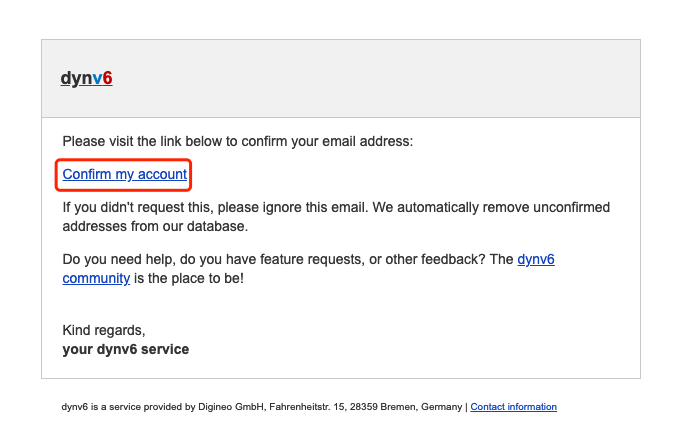 dynv6
Please visit the link below to confirm your email address:
Confirm my account
If you didn't request this, please ignore this email. We automatically remove unconfirmed
addresses from our database.
Do you need help, do you have feature requests, or other feedback? The dynv6
community is the place to be!
Kind regards,
your dynv6 service
dynv6 is a service provided by Digineo GmbH, Fahrenheitstr. 15, 28359 Bremen, Germany | Contact information